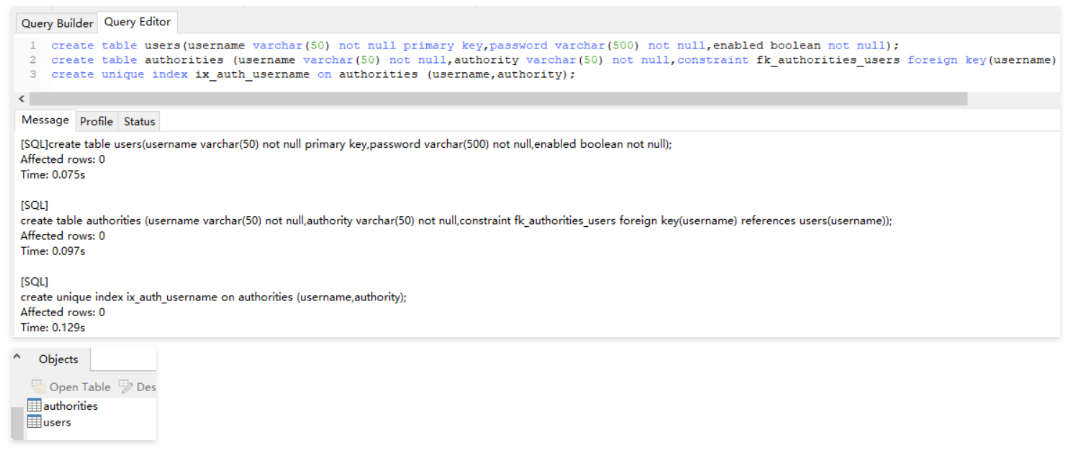 Query Builder Query Editor
1 create table users(username varchar(50) not null primary key,password varchar(500) not null,enabled boolean not null);
2 create table authorities (username varchar(50) not null,authority varchar(50) not null,constraint fk_authorities_users foreign key(username)
3 create unique index ix_auth_username on authorities (username,authority);
Message Profile Status
[SQL]create table users(username varchar(50) not null primary key,password varchar(500) not null,enabled boolean not null);
Affected rows: 0
Time: 0.075s
[SQL]
create table authorities (username varchar(50) not null,authority varchar(50) not null,constraint fk_authorities_users foreign key(username) references users(username));
Affected rows: 0
Time: 0.097s
[SQL]
create unique index ix_auth_username on authorities (username,authority);
Affected rows: 0
Time: 0.129s
Objects
Open Table Des
authorities
users